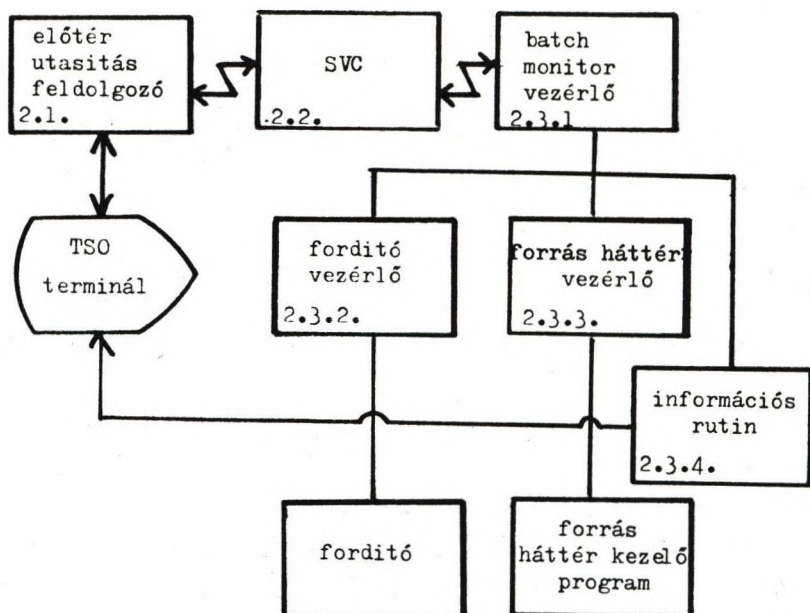 előtér
utasitás
feldolgozó
2.1.
SVC
.2.2.
batch
monitor
vezérlő
2.3.1
TSO
terminál
forditó
vezérlő
2.3.2.
forrás háttér
vezérlő
2.3.3.
információs
rutin
2.3.4.
forditó
forrás
háttér kezelő
program